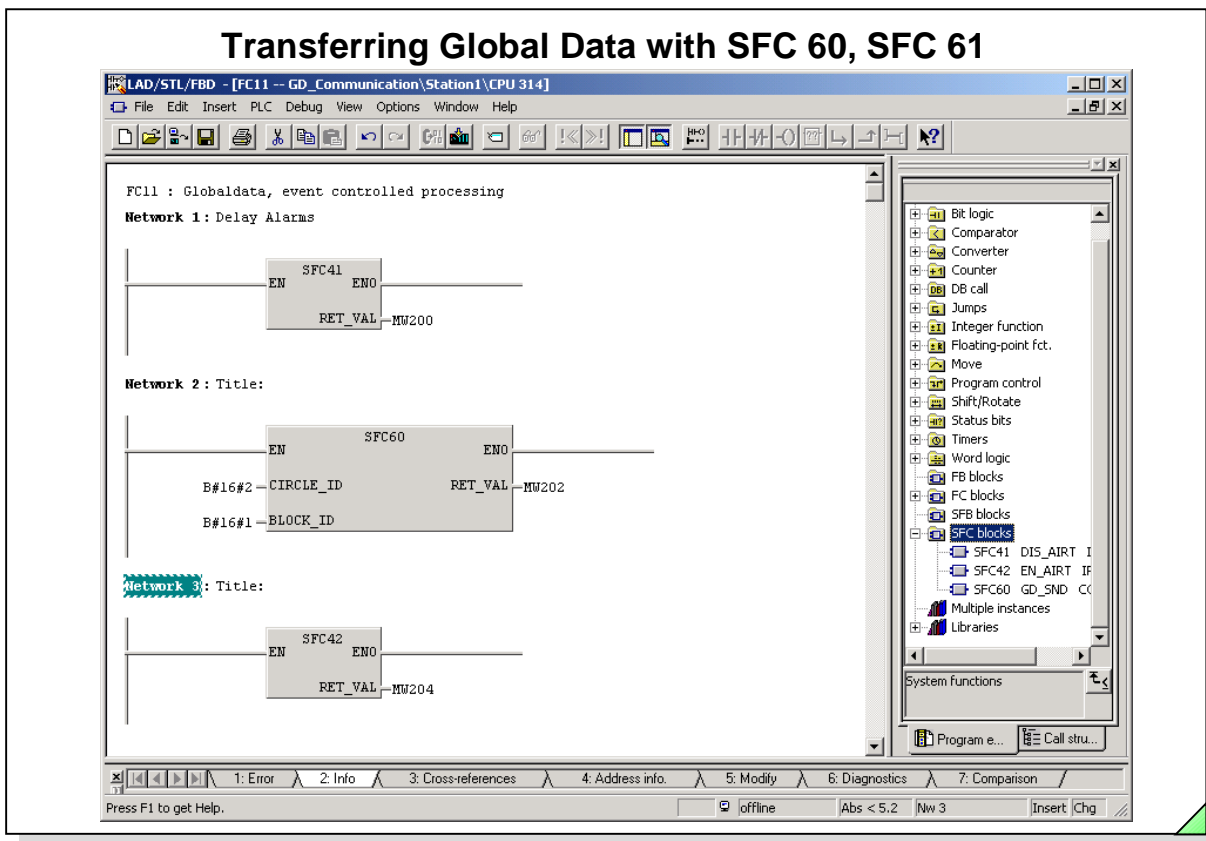 Transferring Global Data with SFC 60, SFC 61
LAD/STL/FBD - [FC11 -- GD_Communication\Station1\CPU 314]
File Edit Insert PLC Debug View Options Window Help
FC11 : Globaldata, event controlled processing
Network 1: Delay Alarms
SFC41
EN ENO
RET_VAL MW200
Network 2: Title:
SFC60
EN ENO
B#16#2 CIRCLE_ID RET_VAL MW202
B#16#1 BLOCK_ID
Network 3: Title:
SFC42
EN ENO
RET_VAL MW204
Bit logic
Comparator
Converter
Counter
DB call
Jumps
Integer function
Floating-point fct.
Move
Program control
Shift/Rotate
Status bits
Timers
Word logic
FB blocks
FC blocks
SFB blocks
SFC blocks
SFC41 DIS_AIRT I
SFC42 EN_AIRT IF
SFC60 GD_SND CO
Multiple instances
Libraries
System functions
Program e... Call stru...
1: Error 2: Info 3: Cross-references 4: Address info. 5: Modify 6: Diagnostics 7: Comparison
Press F1 to get Help. offline Abs < 5.2 Nw 3 Insert Chg